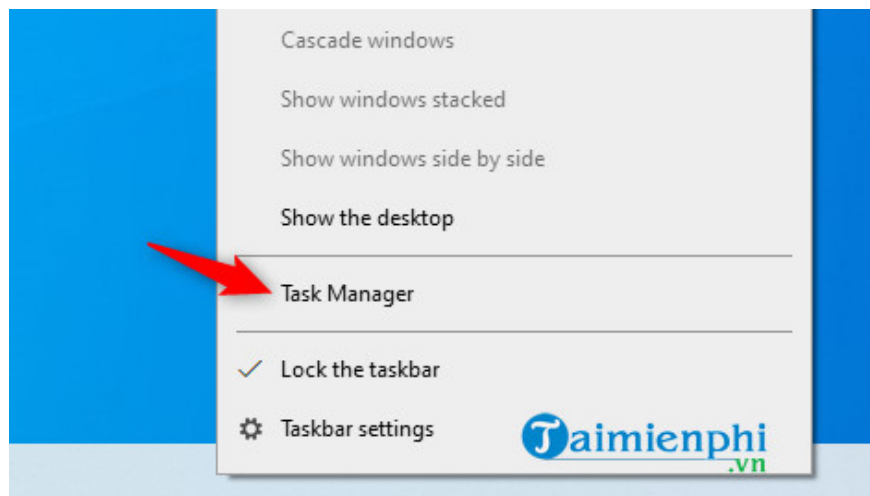 Cascade windows
Show windows stacked
Show windows side by side
Show the desktop
Task Manager
Lock the taskbar
Taskbar settings
Taimienphi
.vn